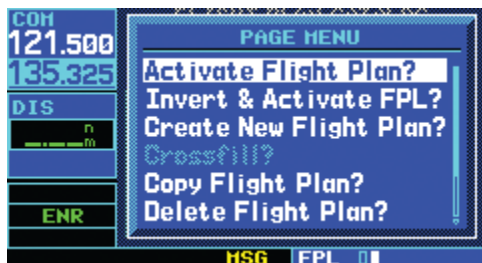 COM
121.500
135.325
DIS
n
m
ENR
PAGE MENU
Activate Flight Plan?
Invert & Activate FPL?
Create New Flight Plan?
Crossfill?
Copy Flight Plan?
Delete Flight Plan?
MSG FPL